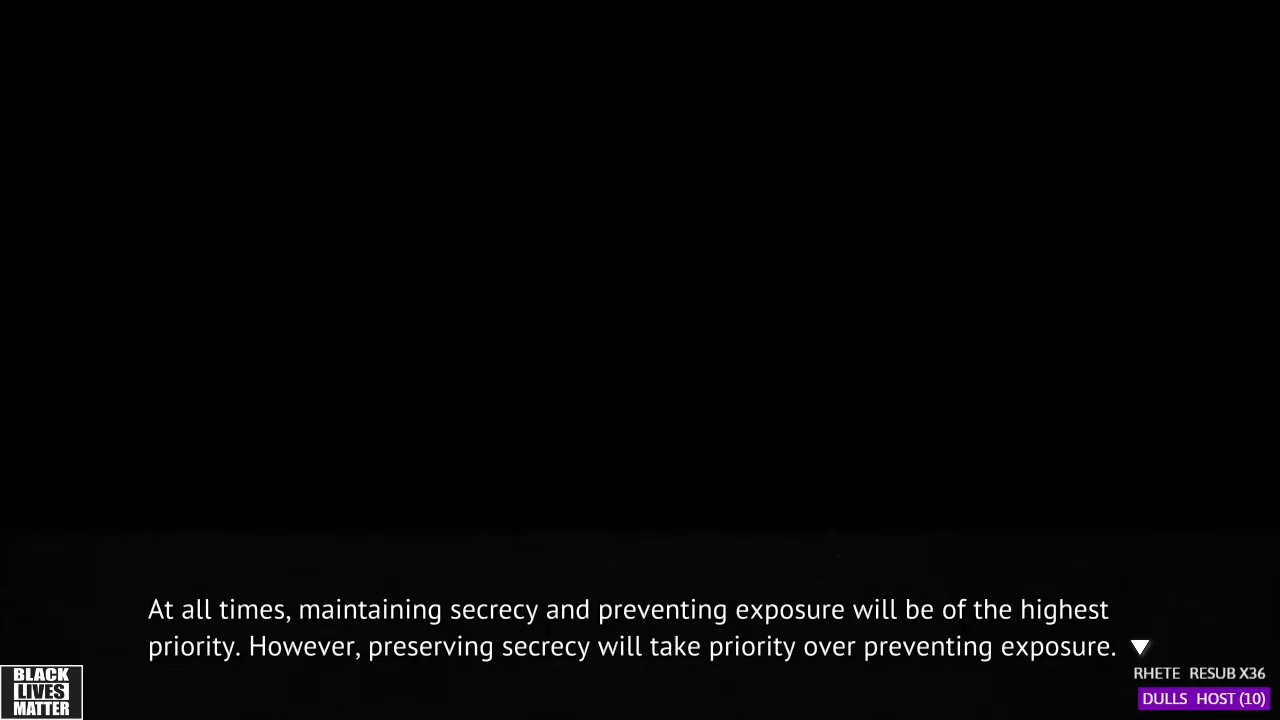 At all times, maintaining secrecy and preventing exposure will be of the highest
priority. However, preserving secrecy will take priority over preventing exposure.
BLACK
LIVES
MATTER
RHETE RESUB X36
DULLS HOST (10)